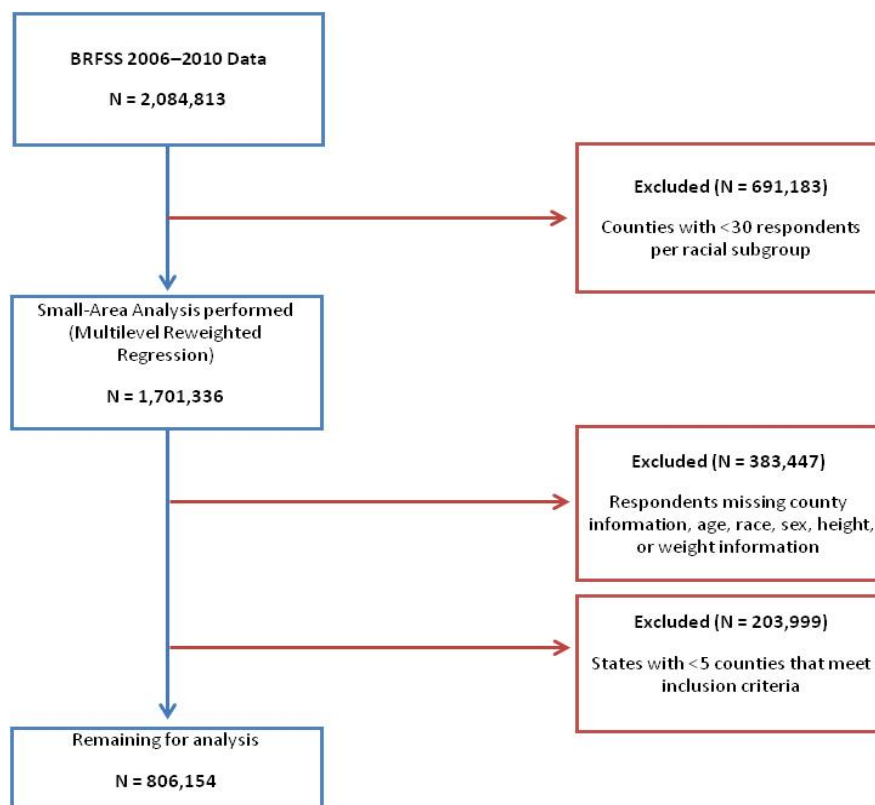 BRFSS 2006–2010 Data
N = 2,084,813
Excluded (N = 691,183)
Counties with <30 respondents
per racial subgroup
Small-Area Analysis performed
(Multilevel Reweighted
Regression)
N = 1,701,336
Excluded (N = 383,447)
Respondents missing county
information, age, race, sex, height,
or weight information
Excluded (N = 203,999)
States with <5 counties that meet
inclusion criteria
Remaining for analysis
N = 806,154